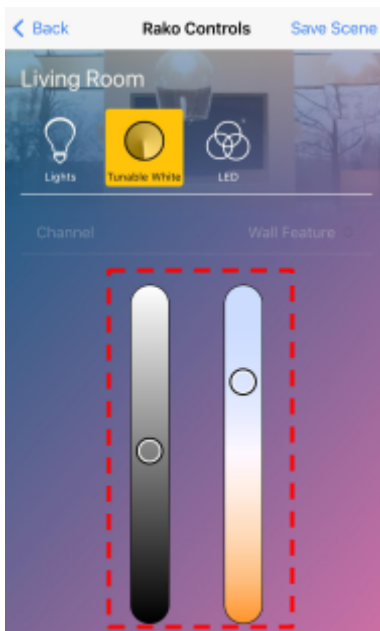 Back Rako Controls Save Scene
Living Room
Lights Tunable White LED
Channel Wall Feature